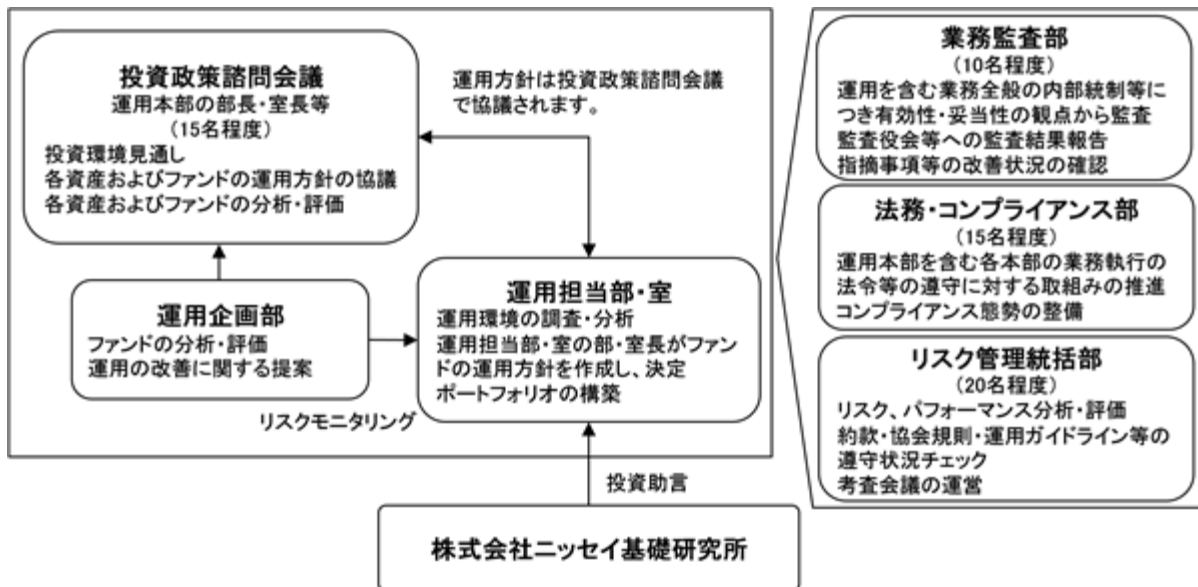 投資政策諮問会議
運用本部の部長・室長等
(15名程度)
投資環境見通し
各資産およびファンドの運用方針の協議
各資産およびファンドの分析・評価
運用方針は投資政策諮問会議
で協議されます。
運用企画部
ファンドの分析・評価
運用の改善に関する提案
リスクモニタリング
運用担当部・室
運用環境の調査・分析
運用担当部・室の部・室長がファン
ドの運用方針を作成し、決定
ポートフォリオの構築
投資助言
株式会社ニッセイ基礎研究所
業務監査部
(10名程度)
運用を含む業務全般の内部統制等に
つき有効性・妥当性の観点から監査
監査役会等への監査結果報告
指摘事項等の改善状況の確認
法務・コンプライアンス部
(15名程度)
運用本部を含む各本部の業務執行の
法令等の遵守に対する取組みの推進
コンプライアンス態勢の整備
リスク管理統括部
(20名程度)
リスク、パフォーマンス分析・評価
約款・協会規則・運用ガイドライン等の
遵守状況チェック
考査会議の運営